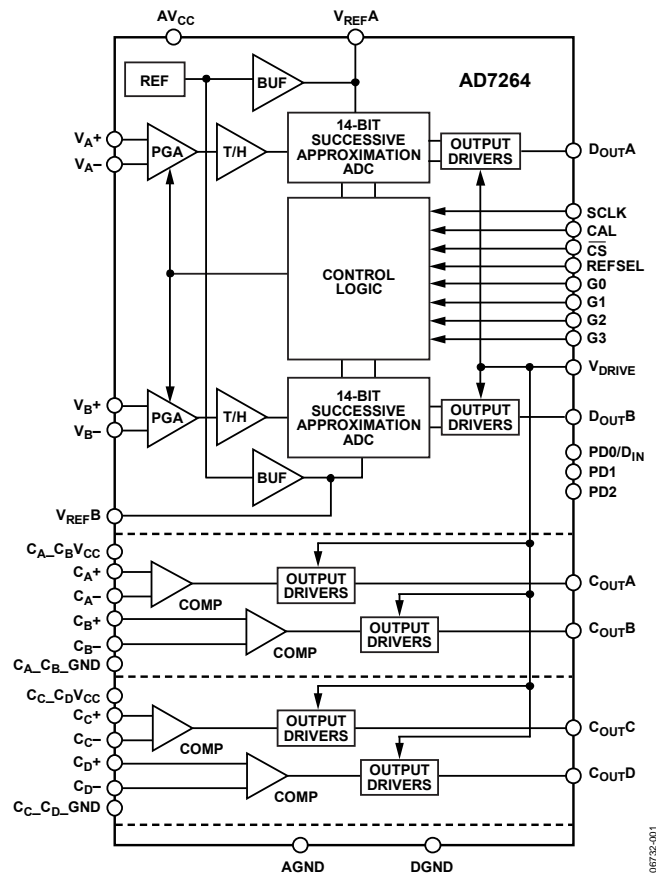 AVCC
VREFA
REF
BUF
AD7264
VA+
VA–
PGA
T/H
14-BIT
SUCCESSIVE
APPROXIMATION
ADC
OUTPUT
DRIVERS
DOUTA
SCLK
CAL
CS
REFSEL
G0
G1
G2
G3
CONTROL
LOGIC
VDRIVE
VB+
VB–
PGA
T/H
14-BIT
SUCCESSIVE
APPROXIMATION
ADC
OUTPUT
DRIVERS
DOUTB
PD0/DIN
PD1
PD2
BUF
VREFB
CA_CBVCC
CA+
CA–
COMP
OUTPUT
DRIVERS
COUTA
CB+
CB–
COMP
OUTPUT
DRIVERS
COUTB
CA_CB_GND
CC_CDVCC
CC+
CC–
COMP
OUTPUT
DRIVERS
COUTC
CD+
CD–
COMP
OUTPUT
DRIVERS
COUTD
CC_CD_GND
AGND
DGND
06732-001